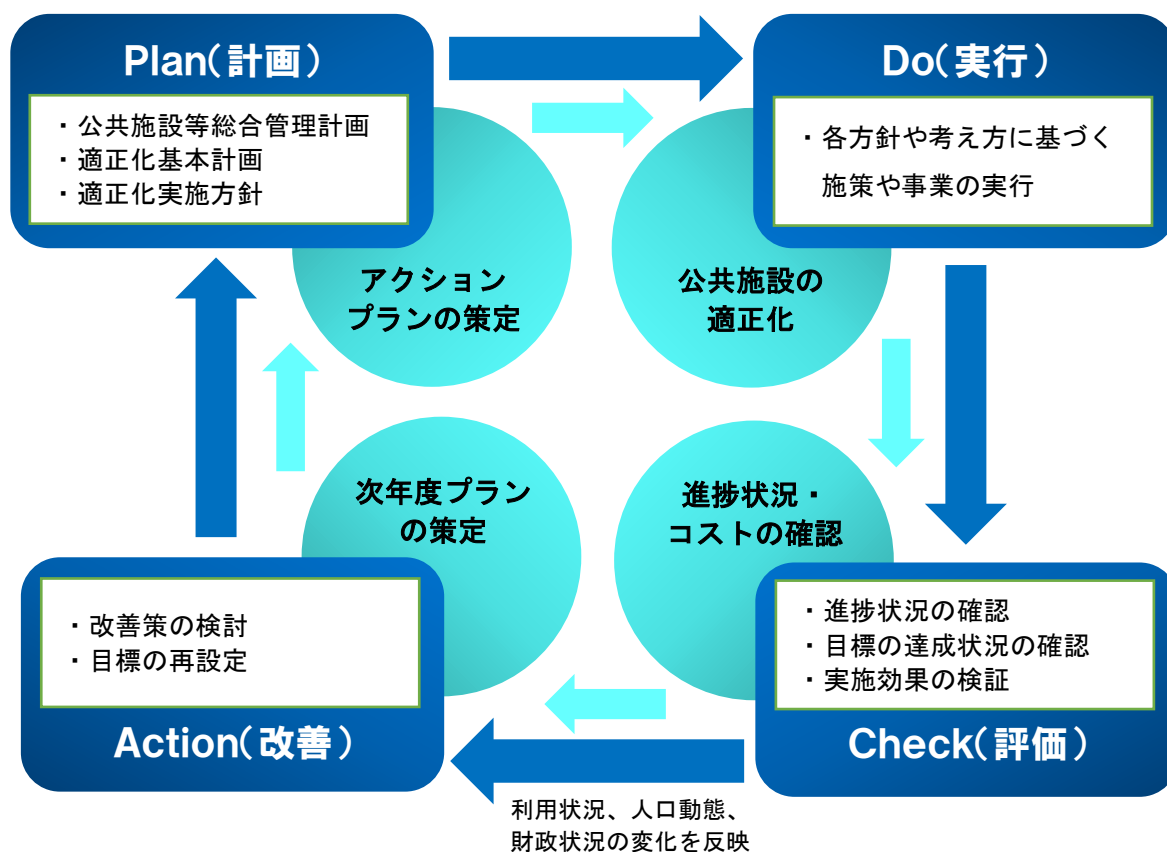 Plan(計画)
・公共施設等総合管理計画
・適正化基本計画
・適正化実施方針
アクション
プランの策定
Do(実行)
・各方針や考え方に基づく
施策や事業の実行
公共施設の
適正化
進捗状況・
コストの確認
・進捗状況の確認
・目標の達成状況の確認
・実施効果の検証
Check(評価)
利用状況、人口動態、
財政状況の変化を反映
次年度プラン
の策定
・改善策の検討
・目標の再設定
Action(改善)